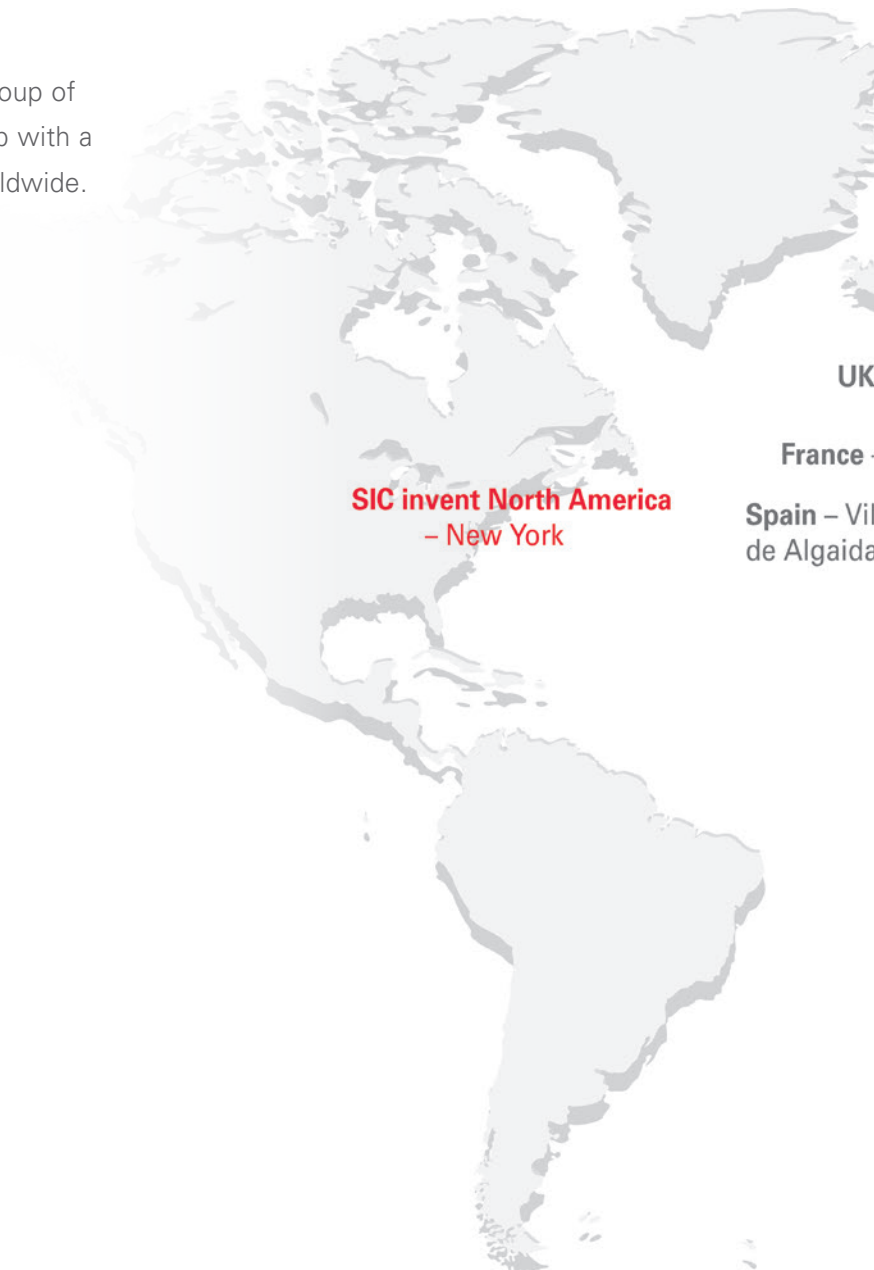 oup of
with a
ldwide.
UK
France –
SIC invent North America
– New York
Spain – Vil
de Algaida